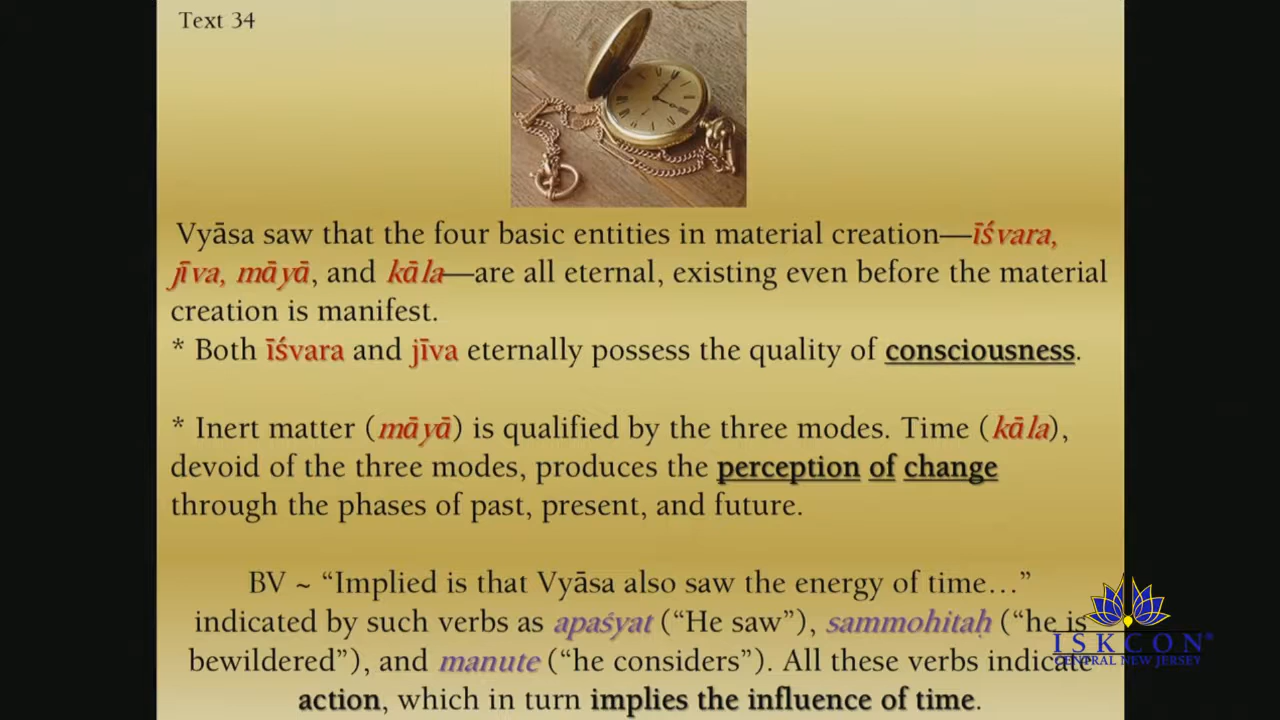 Text 34
Vyāsa saw that the four basic entities in material creation—īśvara,
jīva, māyā, and kāla—are all eternal, existing even before the material
creation is manifest.
* Both īśvara and jīva eternally possess the quality of consciousness.
* Inert matter (māyā) is qualified by the three modes. Time (kāla),
devoid of the three modes, produces the perception of change
through the phases of past, present, and future.
BV ~ “Implied is that Vyāsa also saw the energy of time…”
indicated by such verbs as apaśyat (“He saw”), sammohitaḥ (“he is
bewildered”), and manute (“he considers”). All these verbs indicate
action, which in turn implies the influence of time.
ISKCON®
CENTRAL NEW JERSEY